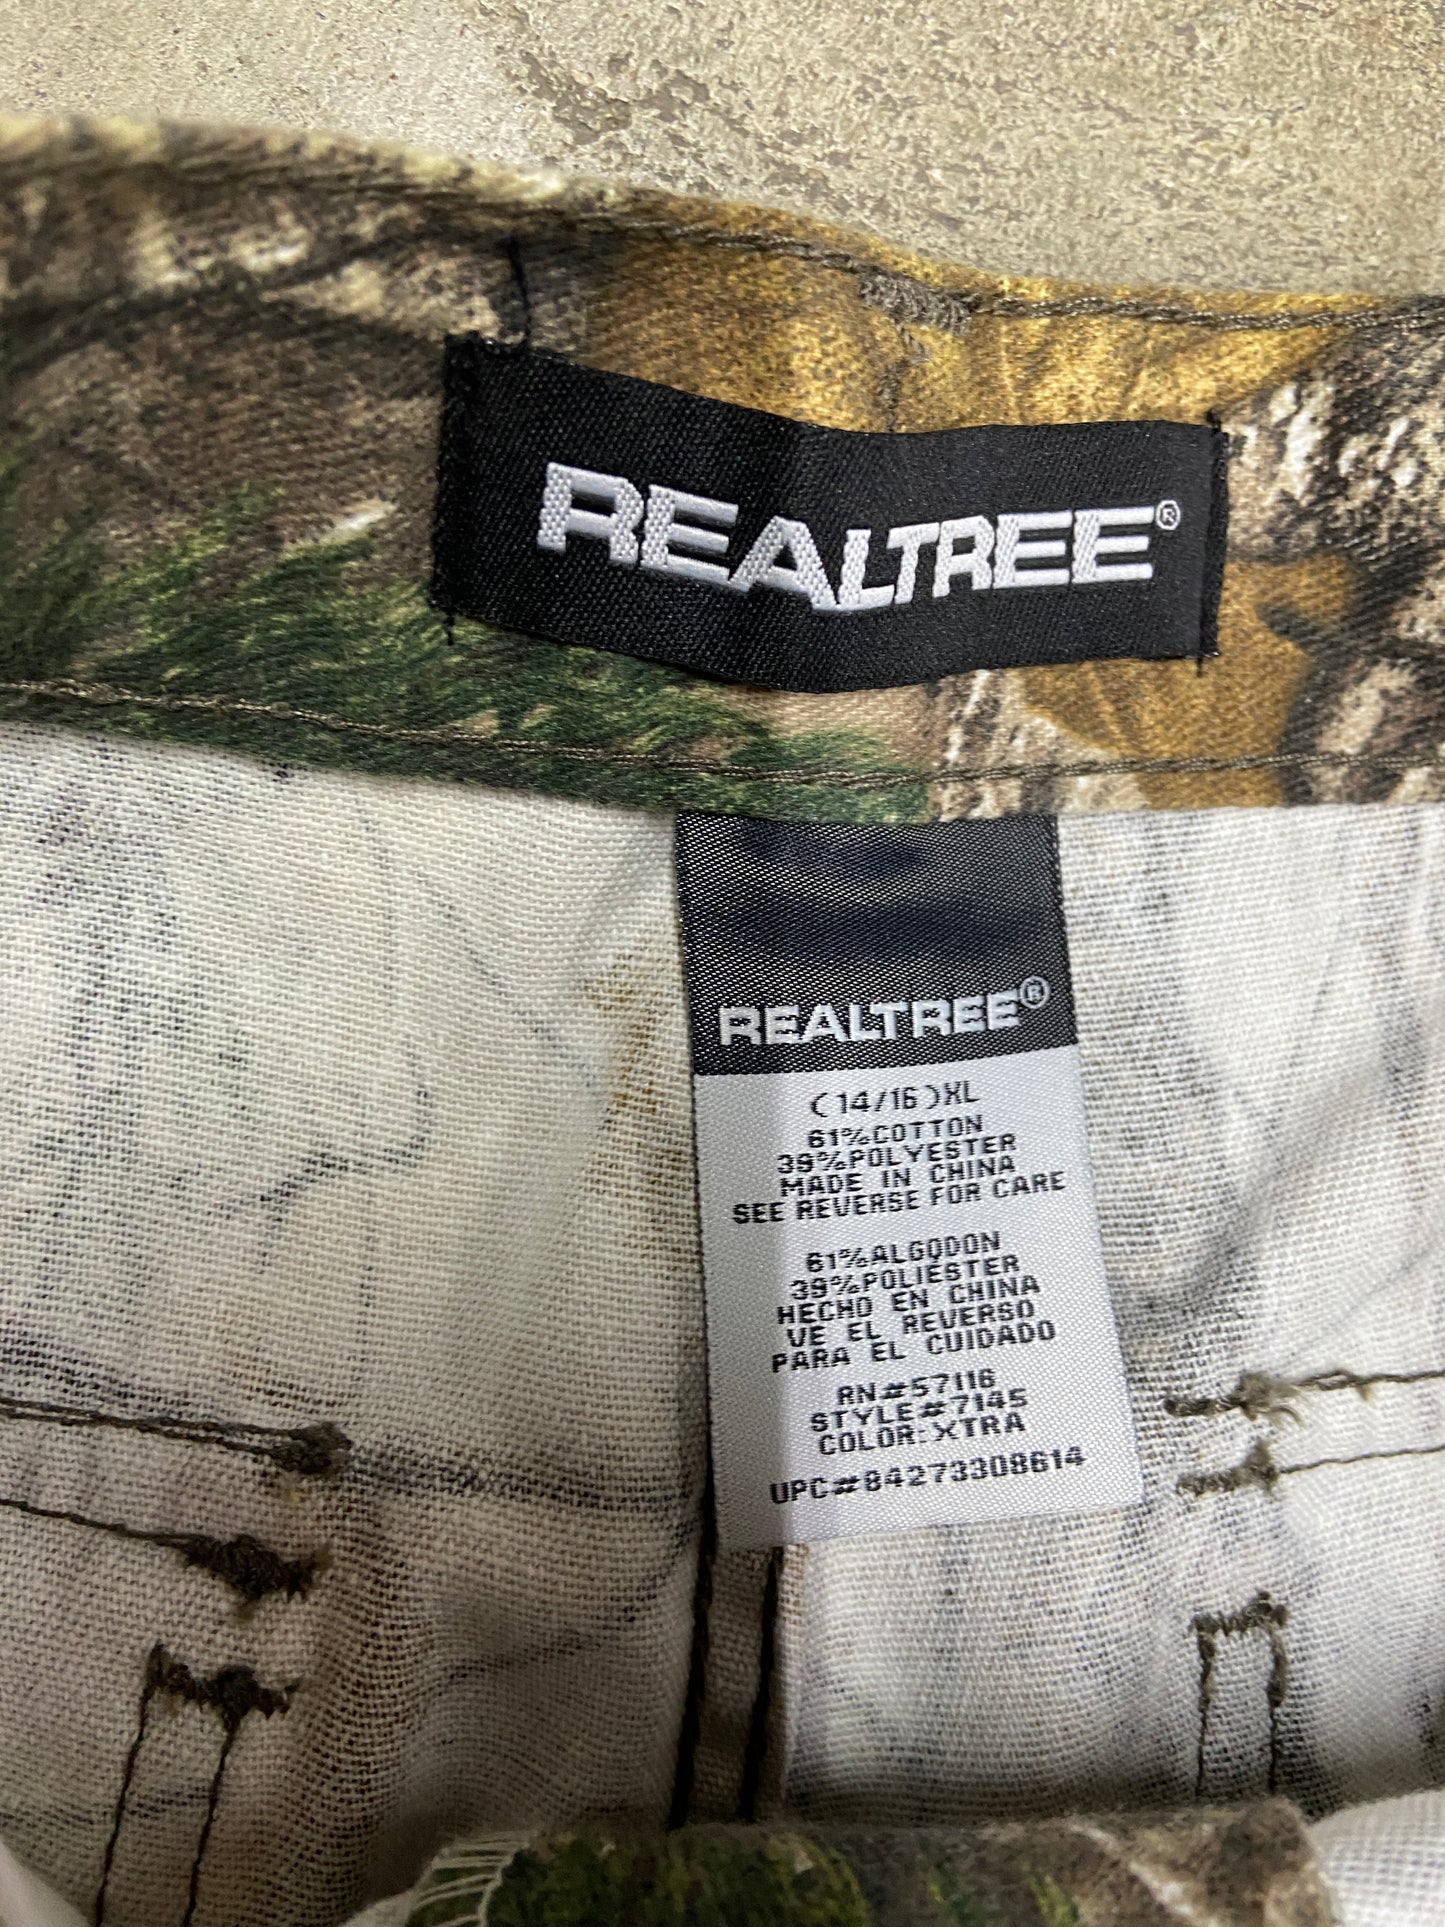 REALTREE®
REALTREE®
(14/16)XL
61%COTTON
39%POLYESTER
MADE IN CHINA
SEE REVERSE FOR CARE
61%ALGODON
39%POLIESTER
HECHO EN CHINA
VE EL REVERSO
PARA EL CUIDADO
RN#57116
STYLE#7145
COLOR:XTRA
UPC#84273308614